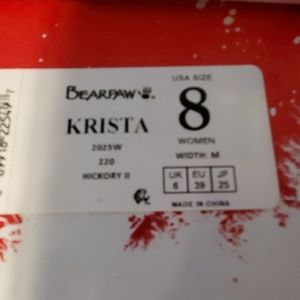 USA SIZE
BEARPAW
8
KRISTA
WOMEN
2025W
220
WIDTH: M
HICKORY II
UK EU JP
6 39 25
MADE IN CHINA